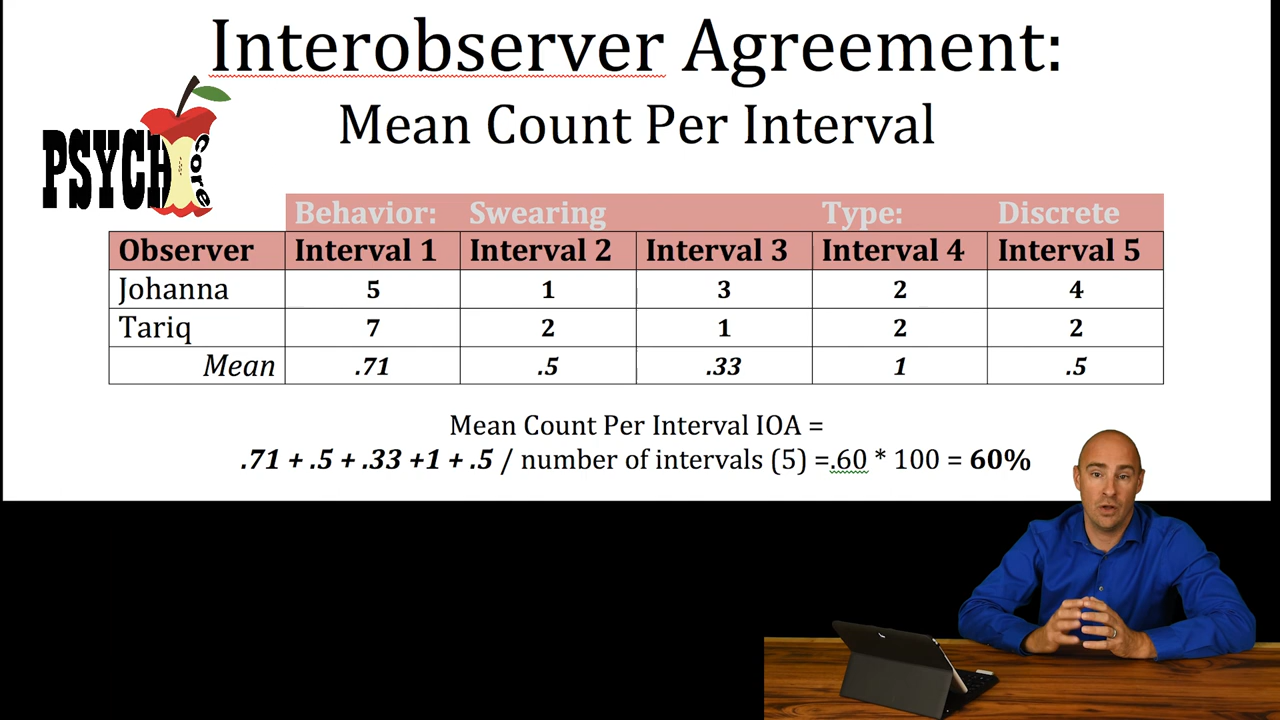 Interobserver Agreement:
Mean Count Per Interval
PSYCH Core
Behavior: Swearing Type: Discrete
Observer Interval 1 Interval 2 Interval 3 Interval 4 Interval 5
Johanna 5 1 3 2 4
Tariq 7 2 1 2 2
Mean .71 .5 .33 1 .5
Mean Count Per Interval IOA =
.71 + .5 + .33 +1 + .5 / number of intervals (5) =.60 * 100 = 60%